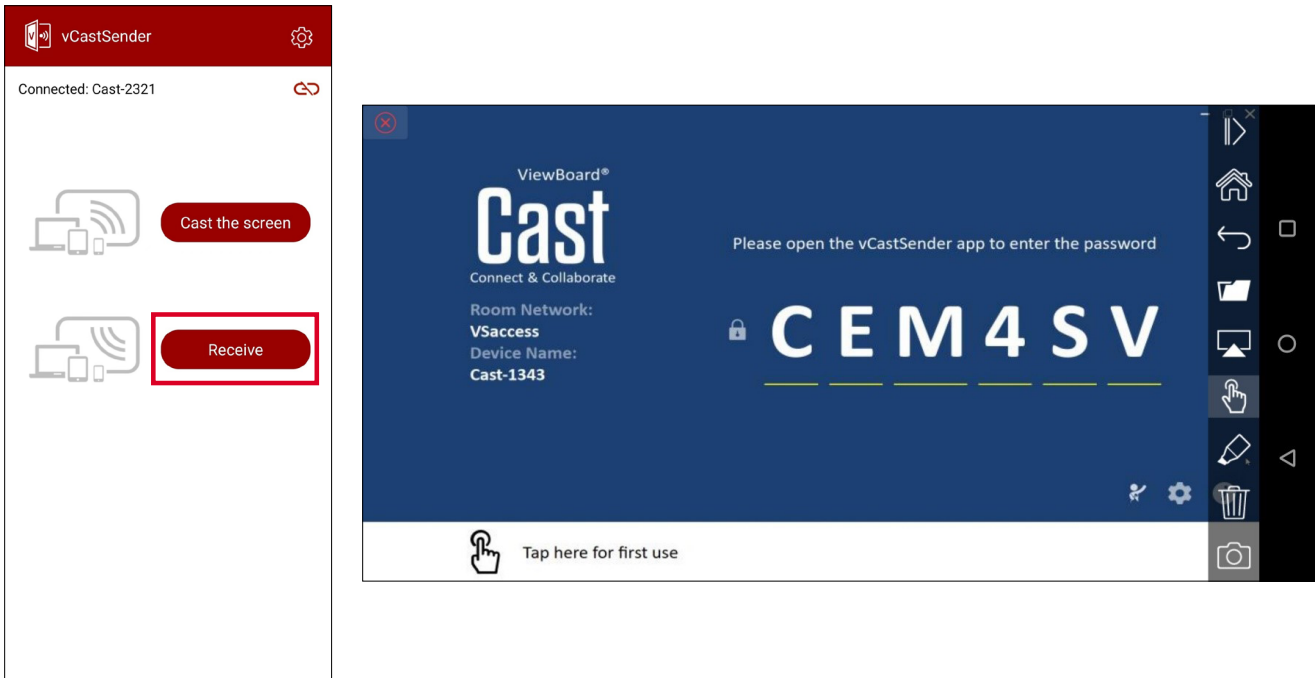 vCastSender
Connected: Cast-2321
Cast the screen
Receive
ViewBoard®
Cast
Connect & Collaborate
Room Network:
VSaccess
Device Name:
Cast-1343
Please open the vCastSender app to enter the password
C E M 4 S V
Tap here for first use